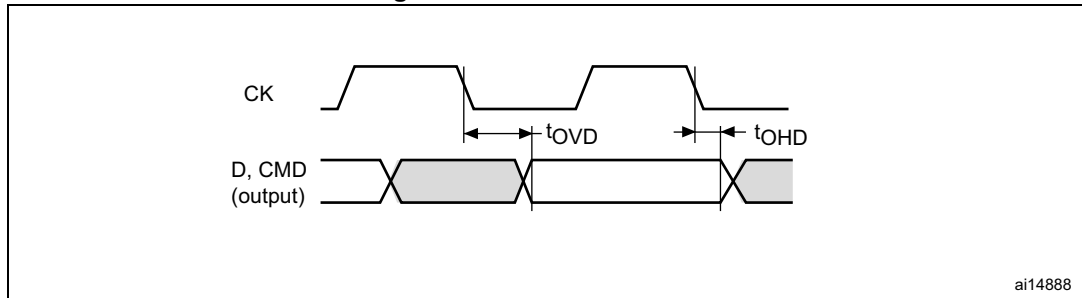 CK
tOVD
tOHD
D, CMD
(output)
ai14888